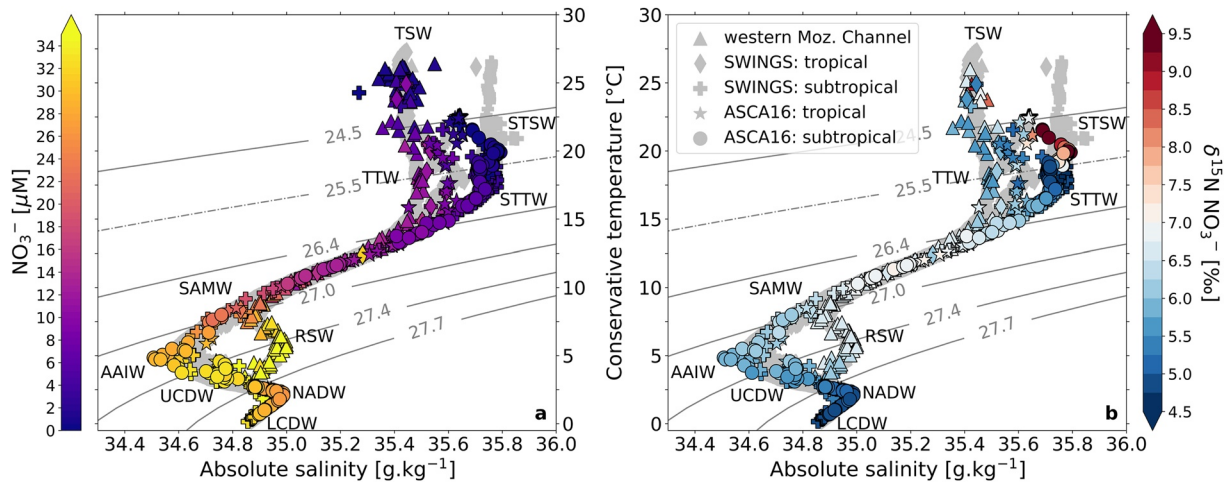 NO₃⁻ [μM]
34
32
30
28
26
24
22
20
18
16
14
12
10
8
6
4
2
0
TSW
24.5
STSW
TTW
25.5
STTW
26.4
SAMW
27.0
27.4
RSW
27.7
AAIW
UCDW
NADW
LCDW
a
34.4 34.6 34.8 35.0 35.2 35.4 35.6 35.8 36.0
Absolute salinity [g.kg⁻¹]
30
25
20
15
10
5
0
Conservative temperature [°C]
western Moz. Channel
SWINGS: tropical
SWINGS: subtropical
ASCA16: tropical
ASCA16: subtropical
TSW
24.5
STSW
TTW
25.5
STTW
26.4
SAMW
27.0
27.4
RSW
27.7
AAIW
UCDW
NADW
LCDW
b
30
25
20
15
10
5
0
34.4 34.6 34.8 35.0 35.2 35.4 35.6 35.8 36.0
Absolute salinity [g.kg⁻¹]
9.5
9.0
8.5
8.0
7.5
7.0
6.5
6.0
5.5
5.0
4.5
δ¹⁵N NO₃⁻ [‰]